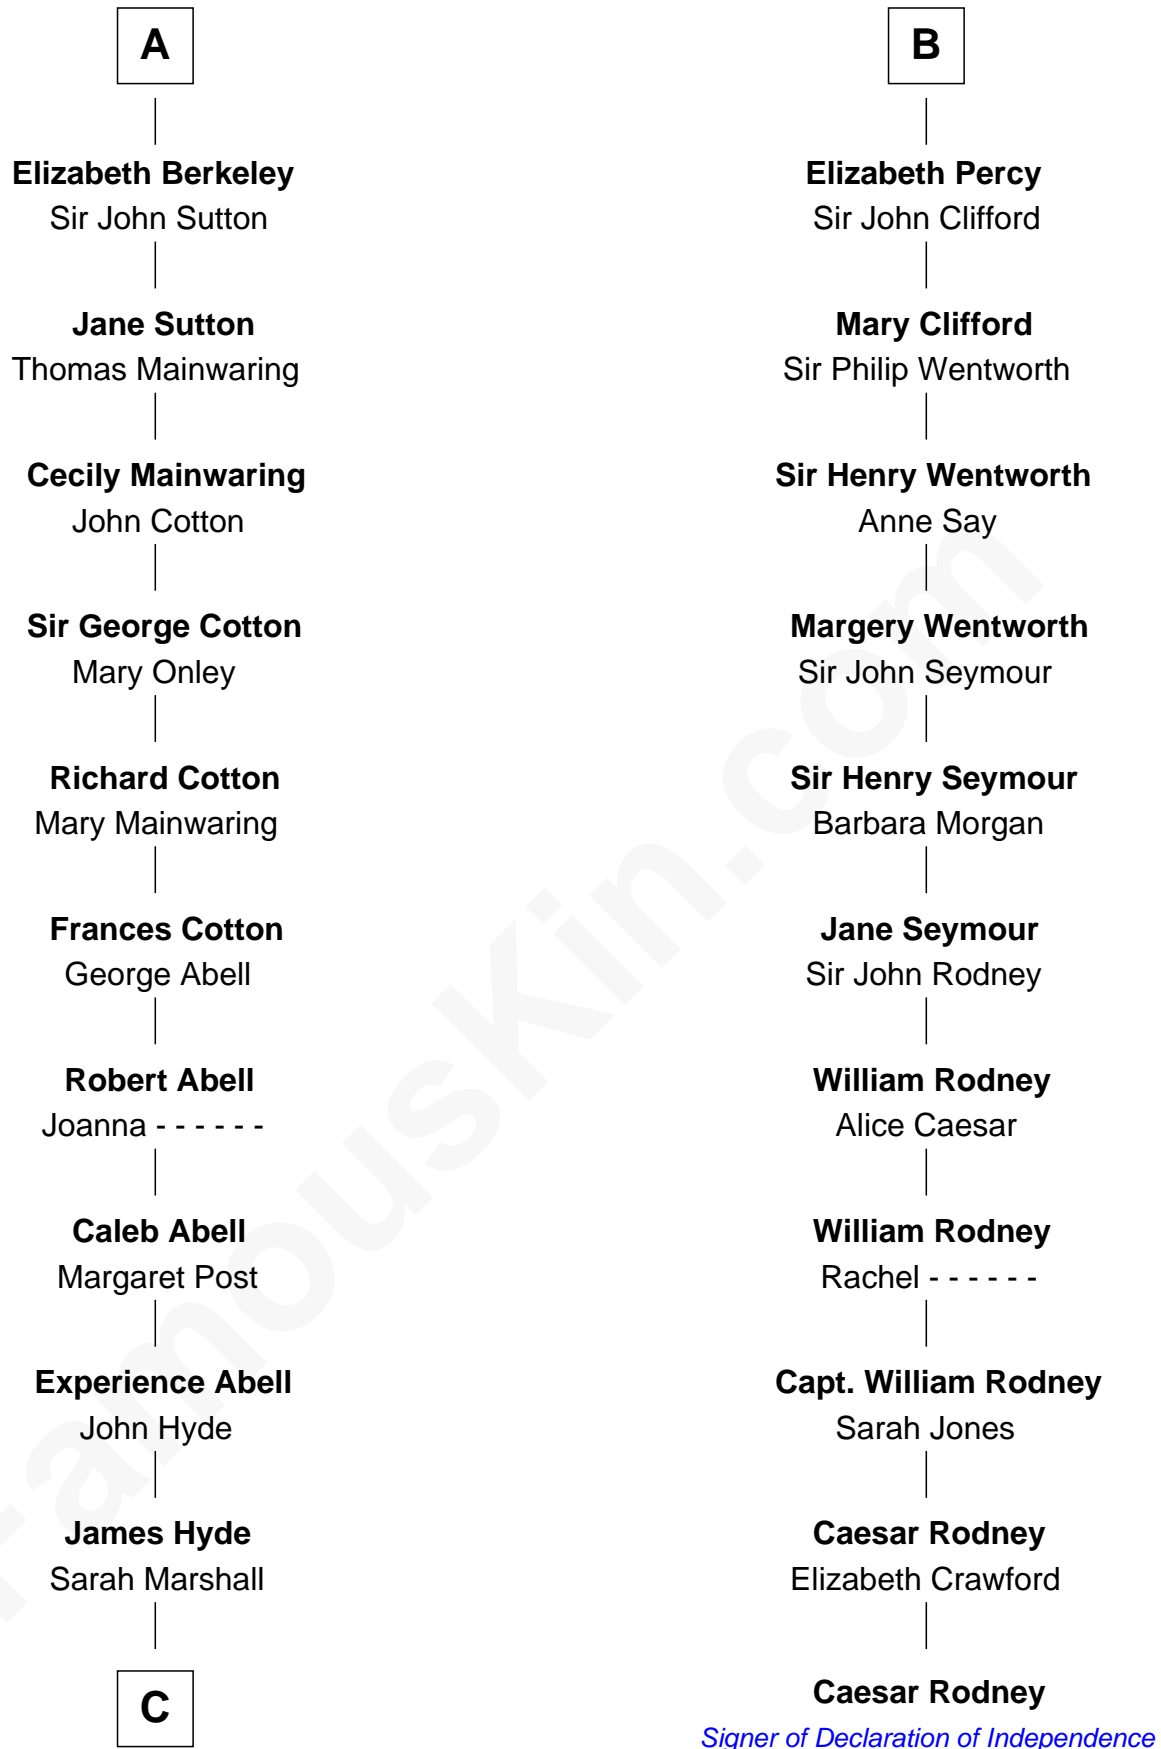 A
Elizabeth Berkeley
Sir John Sutton
Jane Sutton
Thomas Mainwaring
Cecily Mainwaring
John Cotton
Sir George Cotton
Mary Onley
Richard Cotton
Mary Mainwaring
Frances Cotton
George Abell
Robert Abell
Joanna - - - - - -
Caleb Abell
Margaret Post
Experience Abell
John Hyde
James Hyde
Sarah Marshall
C
B
Elizabeth Percy
Sir John Clifford
Mary Clifford
Sir Philip Wentworth
Sir Henry Wentworth
Anne Say
Margery Wentworth
Sir John Seymour
Sir Henry Seymour
Barbara Morgan
Jane Seymour
Sir John Rodney
William Rodney
Alice Caesar
William Rodney
Rachel - - - - - -
Capt. William Rodney
Sarah Jones
Caesar Rodney
Elizabeth Crawford
Caesar Rodney
Signer of Declaration of Independence
FamousKin.com